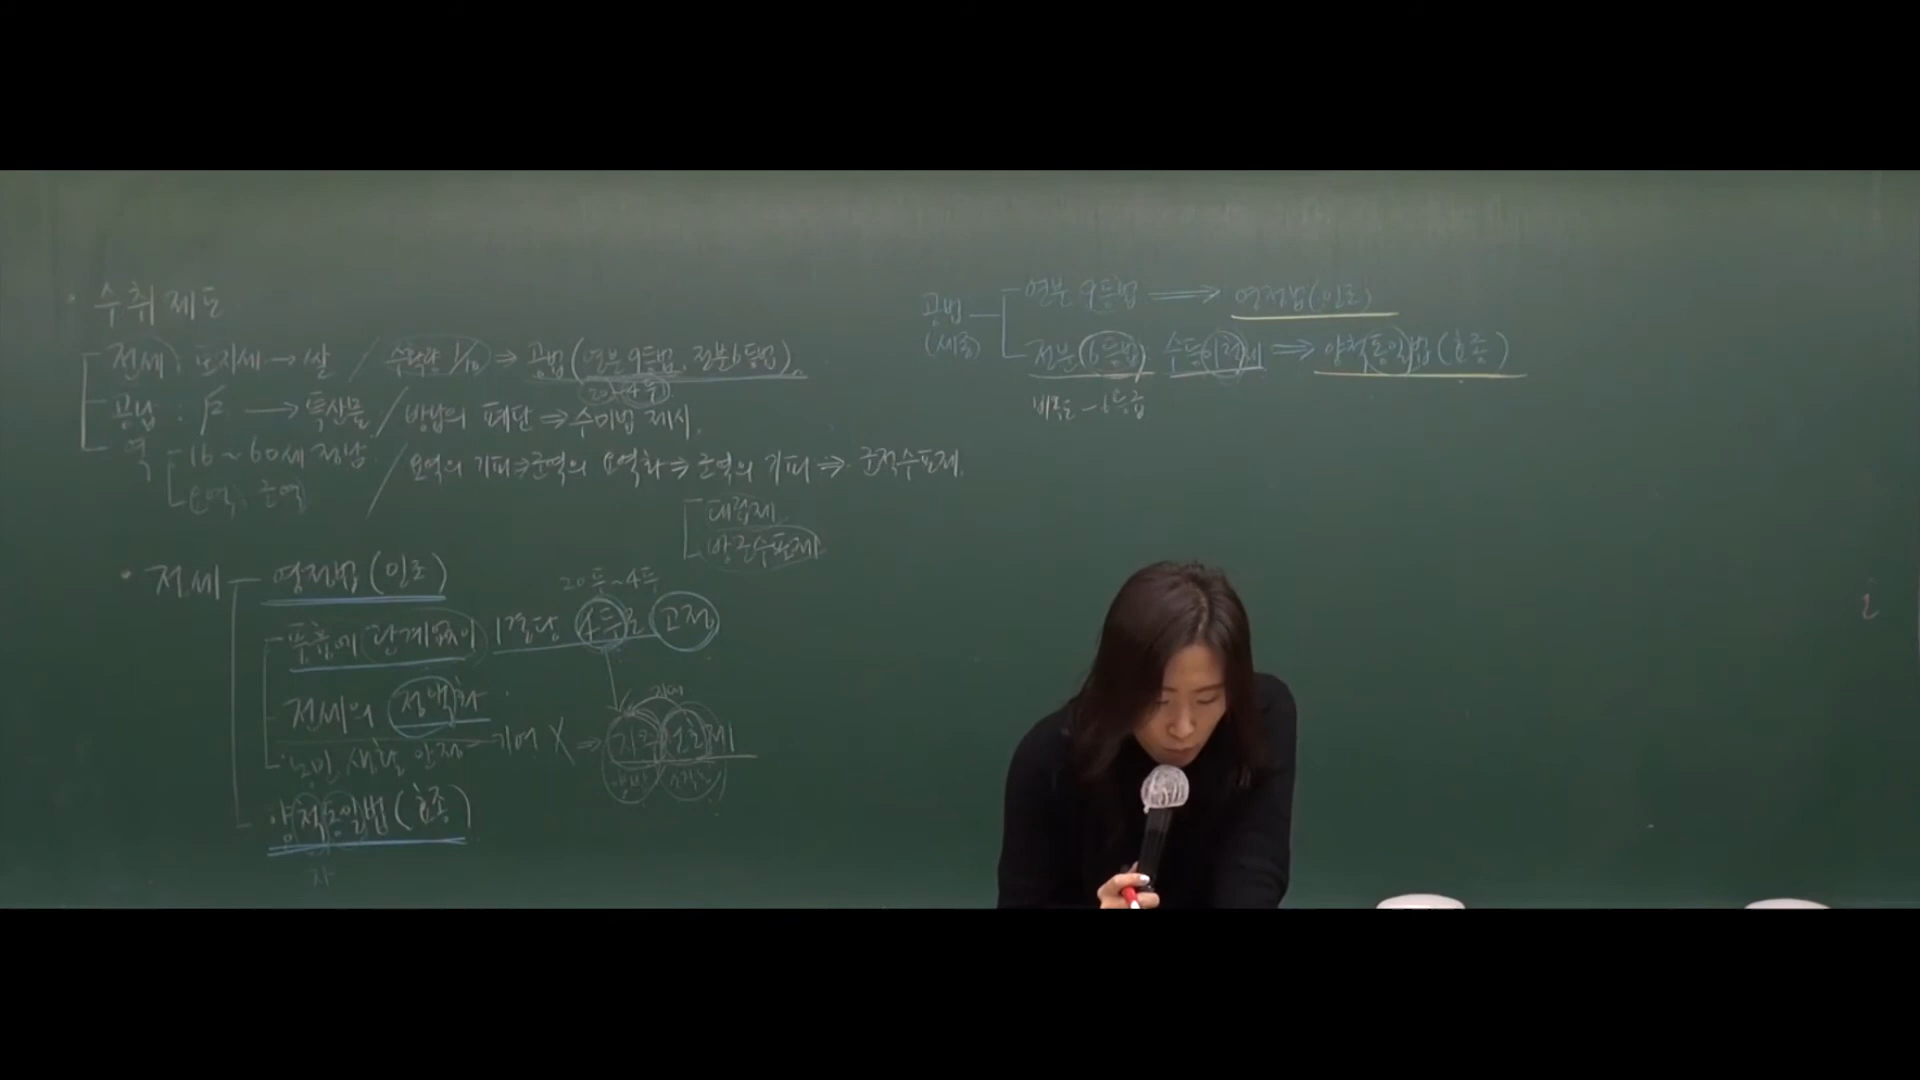 · 수취제도
전세: 토지세 → 쌀 / 수확량 1/10 ⇒ 공법(연분9등법, 전분6등법).
20~4두
공납: 戶 → 특산물 / 방납의 폐단 ⇒ 수미법 제시.
역 16~60세 정남
요역, 군역 / 요역의 기피 ⇒ 군역의 요역화 ⇒ 군역의 기피 ⇒ 군적수포제.
대립제
방군수포제
· 전세 영정법(인조)
20두~4두
풍흉에 단계없이 1결당 4두로 고정
전세의 정액화
농민 생활 안정 기여 X ⇒ 지주전호제
양척동일법(효종)
자
공법(세종)
연분 9등법 ⇒ 영정법(인조)
전분 6등법: 수등이척제 ⇒ 양척동일법(효종)
비옥도 - 6등급
i